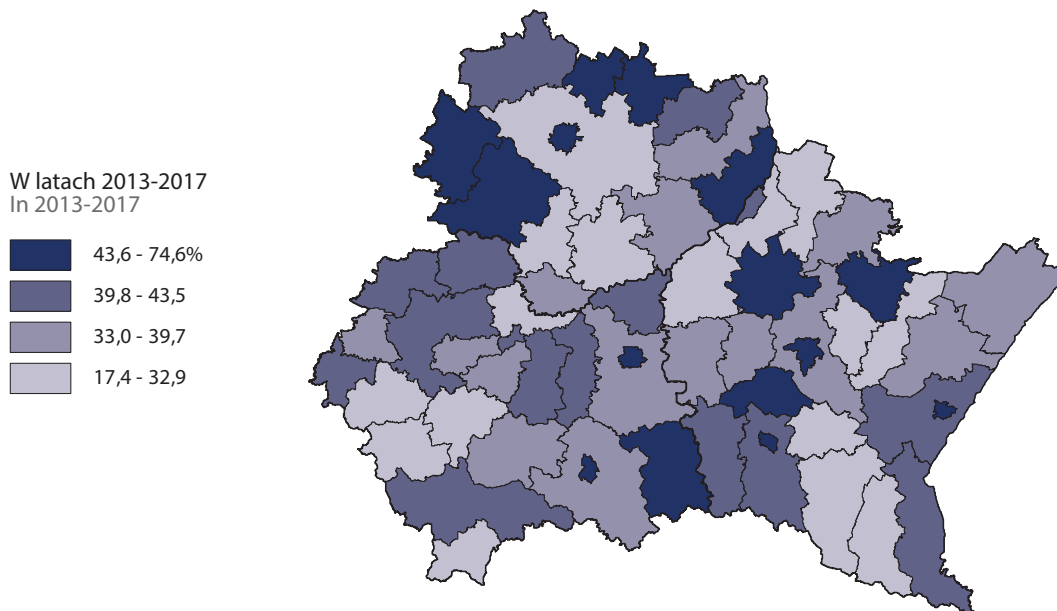 W latach 2013-2017
In 2013-2017
43,6 - 74,6%
39,8 - 43,5
33,0 - 39,7
17,4 - 32,9